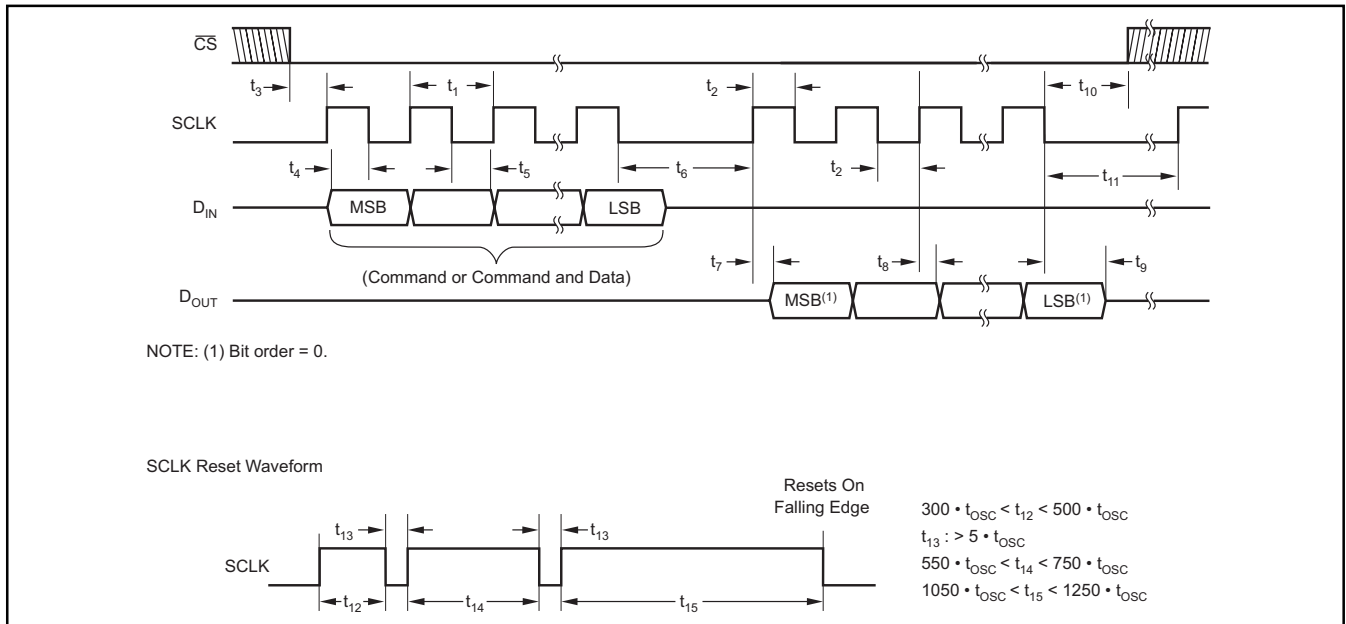 CS
t3
t1
t2
t10
SCLK
t4
t5
t6
t2
t11
DIN
MSB
LSB
(Command or Command and Data)
t7
t8
t9
DOUT
MSB(1)
LSB(1)
NOTE: (1) Bit order = 0.
SCLK Reset Waveform
Resets On
Falling Edge
t13
t13
SCLK
t12
t14
t15
300 • tOSC < t12 < 500 • tOSC
t13 : > 5 • tOSC
550 • tOSC < t14 < 750 • tOSC
1050 • tOSC < t15 < 1250 • tOSC